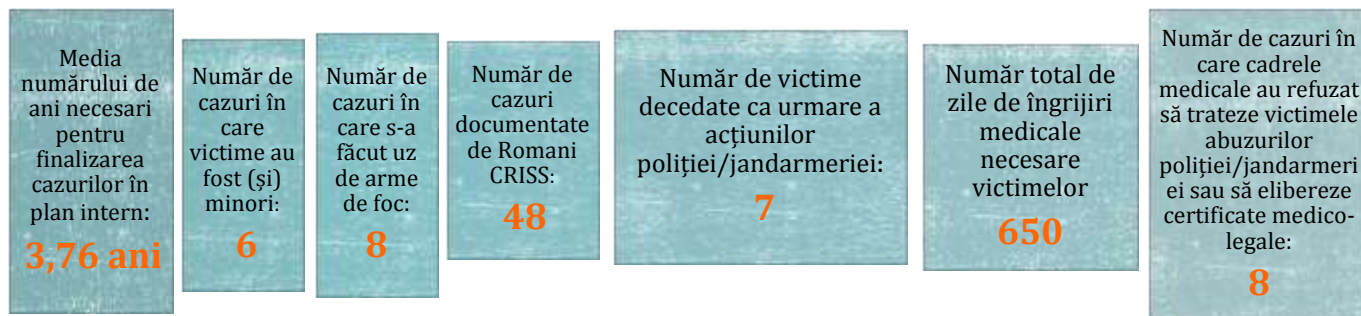 Media
numărului de
ani necesari
pentru
finalizarea
cazurilor în
plan intern:
3,76 ani
Număr de
cazuri în
care
victime au
fost (și)
minori:
6
Număr de
cazuri în
care s-a
făcut uz
de arme
de foc:
8
Număr de
cazuri
documentate
de Romani
CRISS:
48
Număr de victime
decedate ca urmare a
acțiunilor
poliției/jandarmeriei:
7
Număr total de
zile de îngrijiri
medicale
necesare
victimelor
650
Număr de cazuri în
care cadrele
medicale au refuzat
să trateze victimele
abuzurilor
poliției/jandarmeri
ei sau să elibereze
certificate medico-
legale:
8